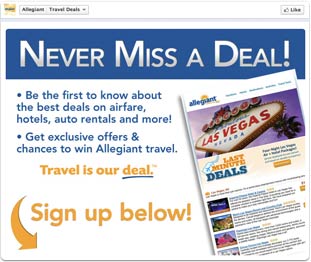 Allegiant Travel Deals
Like
NEVER MISS A DEAL!
• Be the first to know about
the best deals on airfare,
hotels, auto rentals and more!
• Get exclusive offers &
chances to win Allegiant travel.
Travel is our deal.™
Sign up below!
allegiant
LAS VEGAS
NEVADA
LAST
MINUTE
DEALS